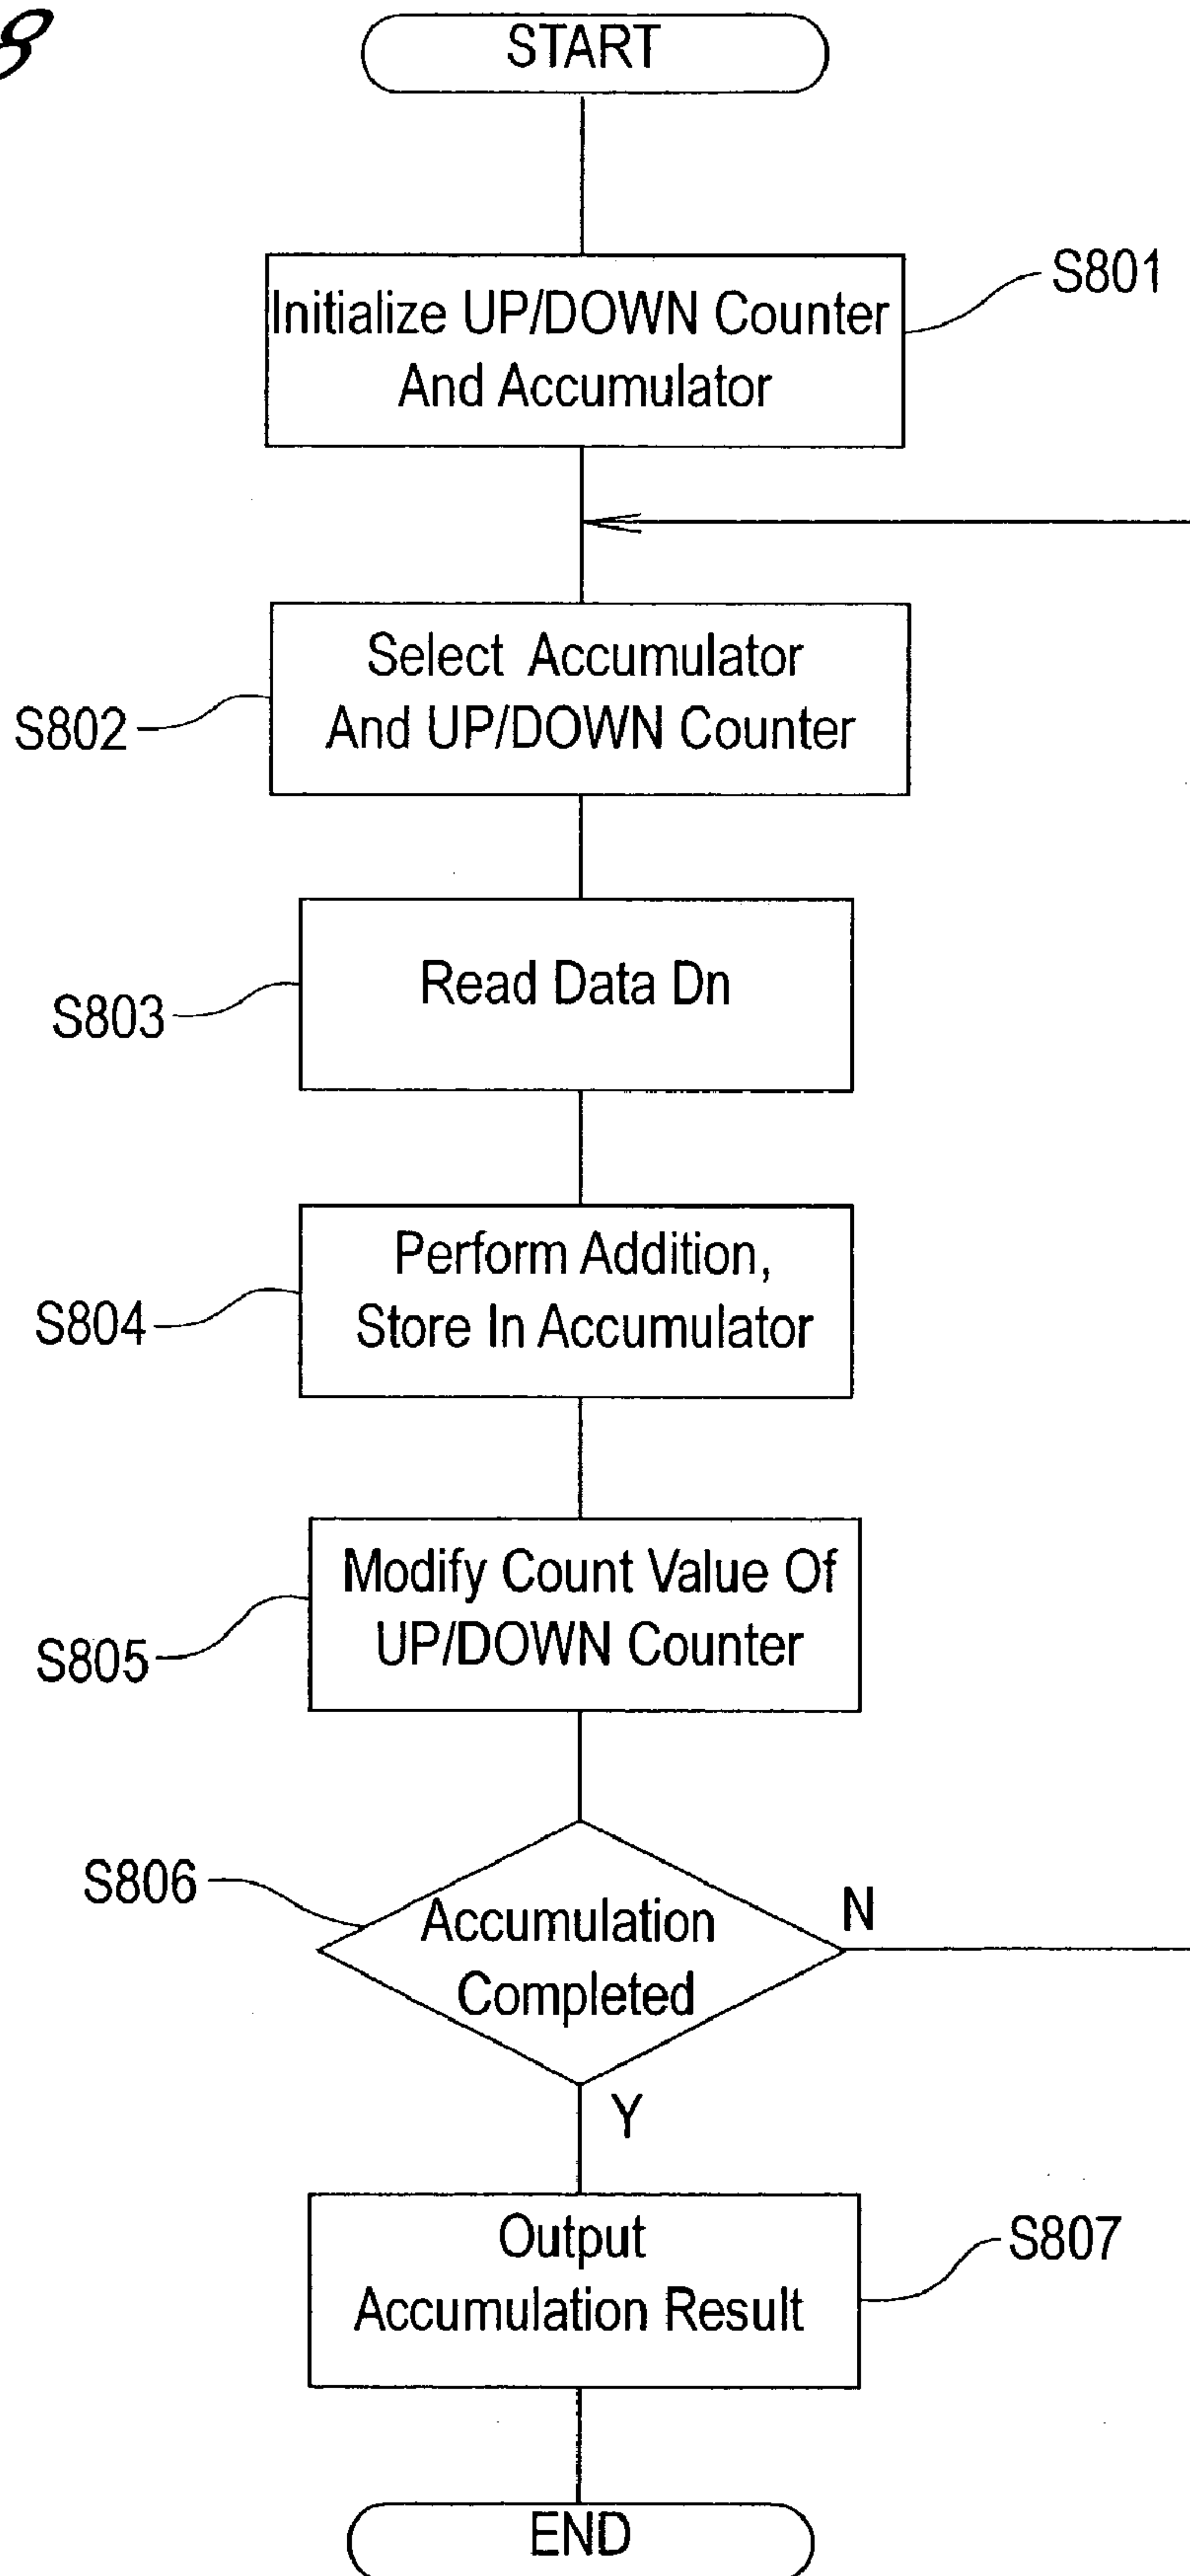 8
START
Initialize UP/DOWN Counter
And Accumulator
S801
Select Accumulator
And UP/DOWN Counter
S802
Read Data Dn
S803
Perform Addition,
Store In Accumulator
S804
Modify Count Value Of
UP/DOWN Counter
S805
S806
Accumulation
Completed
N
Y
Output
Accumulation Result
S807
END